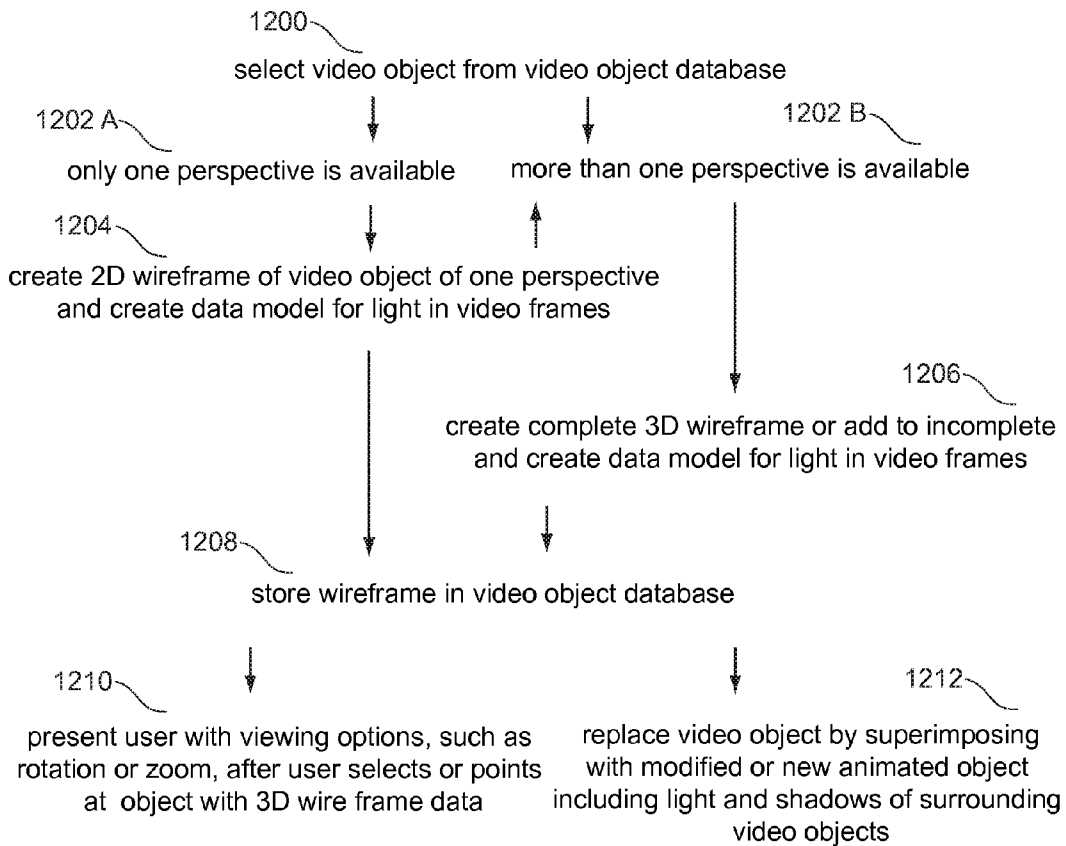 1200
select video object from video object database
1202 A
1202 B
only one perspective is available
more than one perspective is available
1204
create 2D wireframe of video object of one perspective
and create data model for light in video frames
1206
create complete 3D wireframe or add to incomplete
and create data model for light in video frames
1208
store wireframe in video object database
1210
present user with viewing options, such as
rotation or zoom, after user selects or points
at object with 3D wire frame data
1212
replace video object by superimposing
with modified or new animated object
including light and shadows of surrounding
video objects